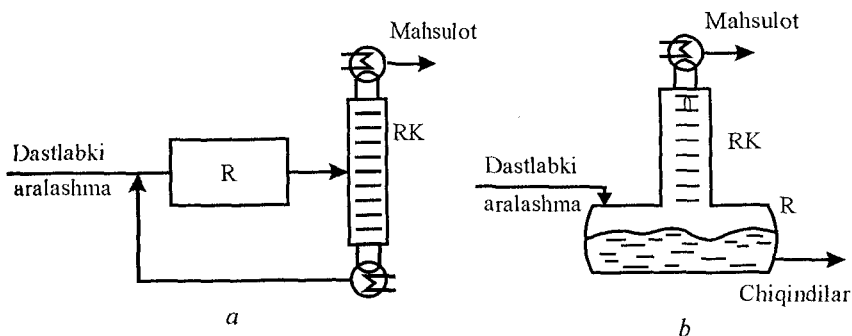 Mahsulot
RK
Dastlabki
aralashma
R
a
Mahsulot
RK
Dastlabki
aralashma
R
Chiqindilar
b